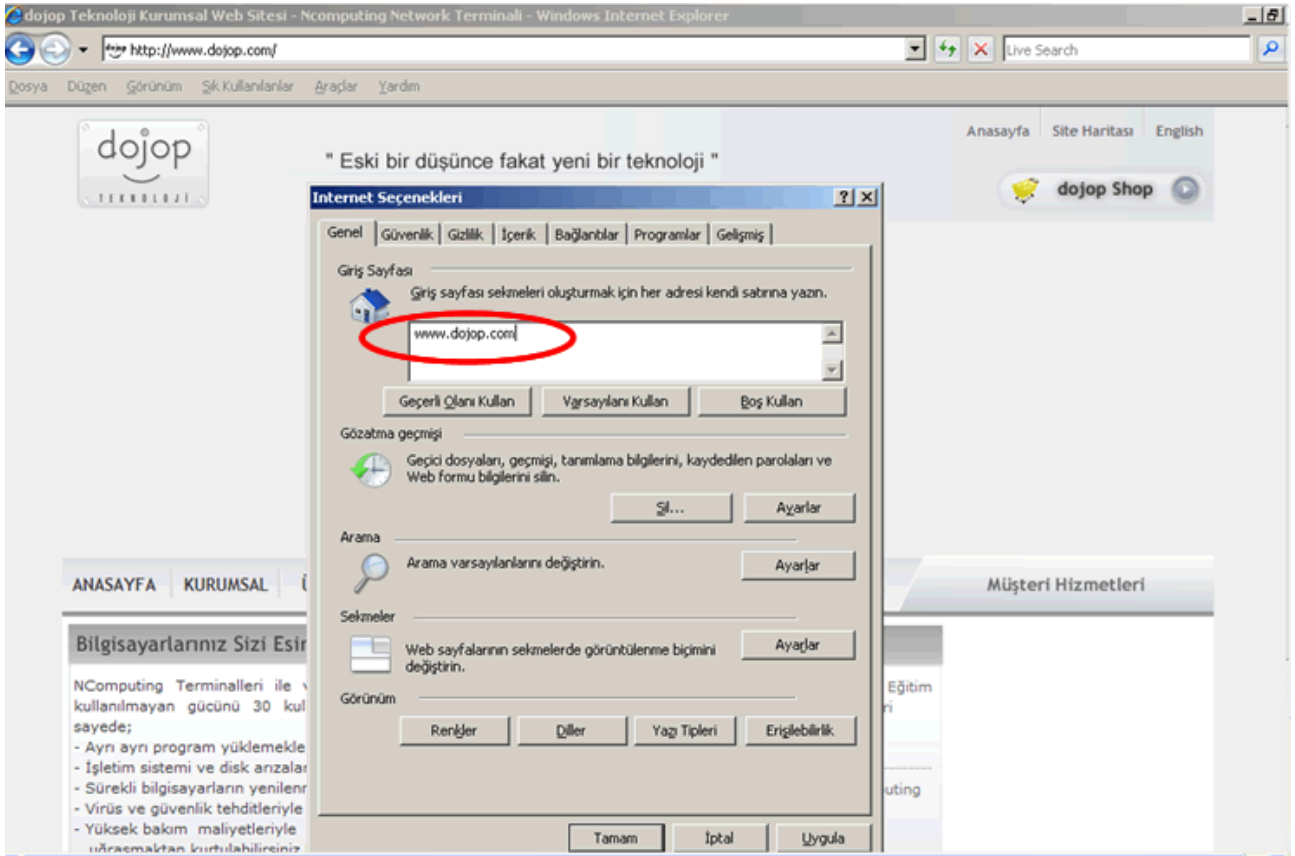 dojop Teknoloji Kurumsal Web Sitesi - Ncomputing Network Terminali - Windows Internet Explorer
http://www.dojop.com/
Live Search
Dosya Düzen Görünüm Sık Kullanılanlar Araçlar Yardım
dojop
TEKNOLOJİ
Anasayfa Site Haritası English
" Eski bir düşünce fakat yeni bir teknoloji "
dojop Shop
Internet Seçenekleri
Genel Güvenlik Gizlilik İçerik Bağlantılar Programlar Gelişmiş
Giriş Sayfası
Giriş sayfası sekmeleri oluşturmak için her adresi kendi satırına yazın.
www.dojop.com
Geçerli Olanı Kullan Varsayılanı Kullan Boş Kullan
Gözatma geçmişi
Geçici dosyaları, geçmişi, tanımlama bilgilerini, kaydedilen parolaları ve
Web formu bilgilerini silin.
Sil... Ayarlar
Arama
Arama varsayılanlarını değiştirin.
Ayarlar
Sekmeler
Web sayfalarının sekmelerde görüntülenme biçimini
değiştirin.
Ayarlar
Görünüm
Renkler Diller Yazı Tipleri Erişilebilirlik
Tamam İptal Uygula
ANASAYFA KURUMSAL
Müşteri Hizmetleri
Bilgisayarlarınız Sizi
NComputing Terminalleri ile
kullanılmayan gücünü 30
sayede;
- Ayrı ayrı program
- İşletim sistemi ve disk
- Sürekli bilgisayarların
- Virüs ve güvenlik tehditleriyle
- Yüksek bakım maliyetleriyle
uğraşmaktan kurtulabilirsiniz
Eğitim